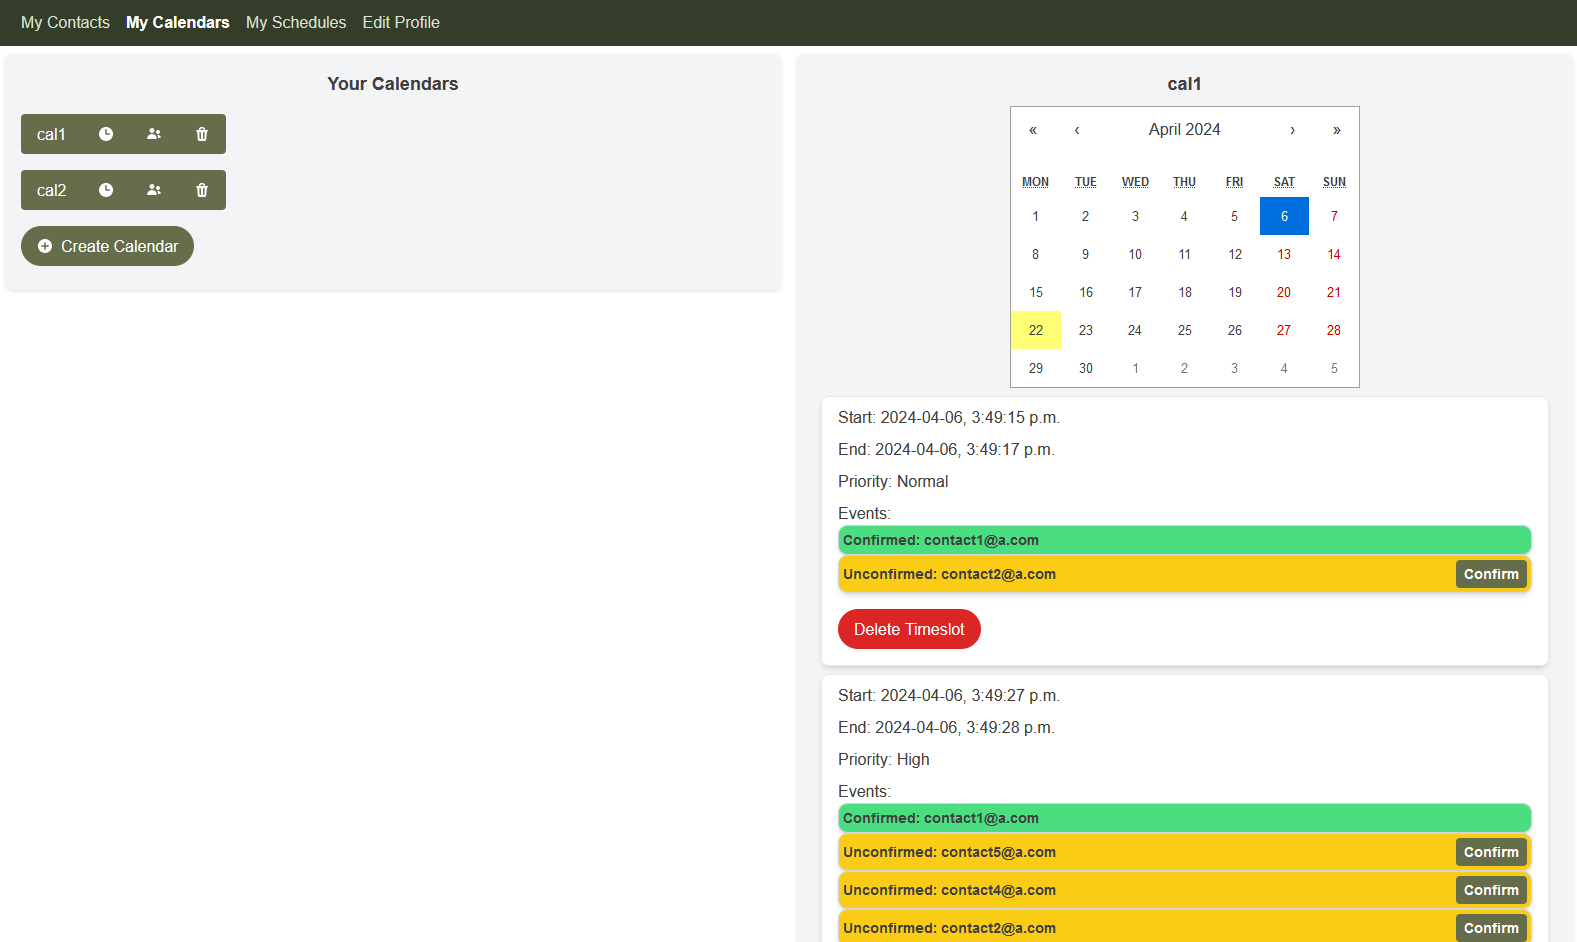 My Contacts My Calendars My Schedules Edit Profile
Your Calendars
cal1
cal2
Create Calendar
cal1
« ‹ April 2024 › »
MON TUE WED THU FRI SAT SUN
1 2 3 4 5 6 7
8 9 10 11 12 13 14
15 16 17 18 19 20 21
22 23 24 25 26 27 28
29 30 1 2 3 4 5
Start: 2024-04-06, 3:49:15 p.m.
End: 2024-04-06, 3:49:17 p.m.
Priority: Normal
Events:
Confirmed: contact1@a.com
Unconfirmed: contact2@a.com Confirm
Delete Timeslot
Start: 2024-04-06, 3:49:27 p.m.
End: 2024-04-06, 3:49:28 p.m.
Priority: High
Events:
Confirmed: contact1@a.com
Unconfirmed: contact5@a.com Confirm
Unconfirmed: contact4@a.com Confirm
Unconfirmed: contact2@a.com Confirm